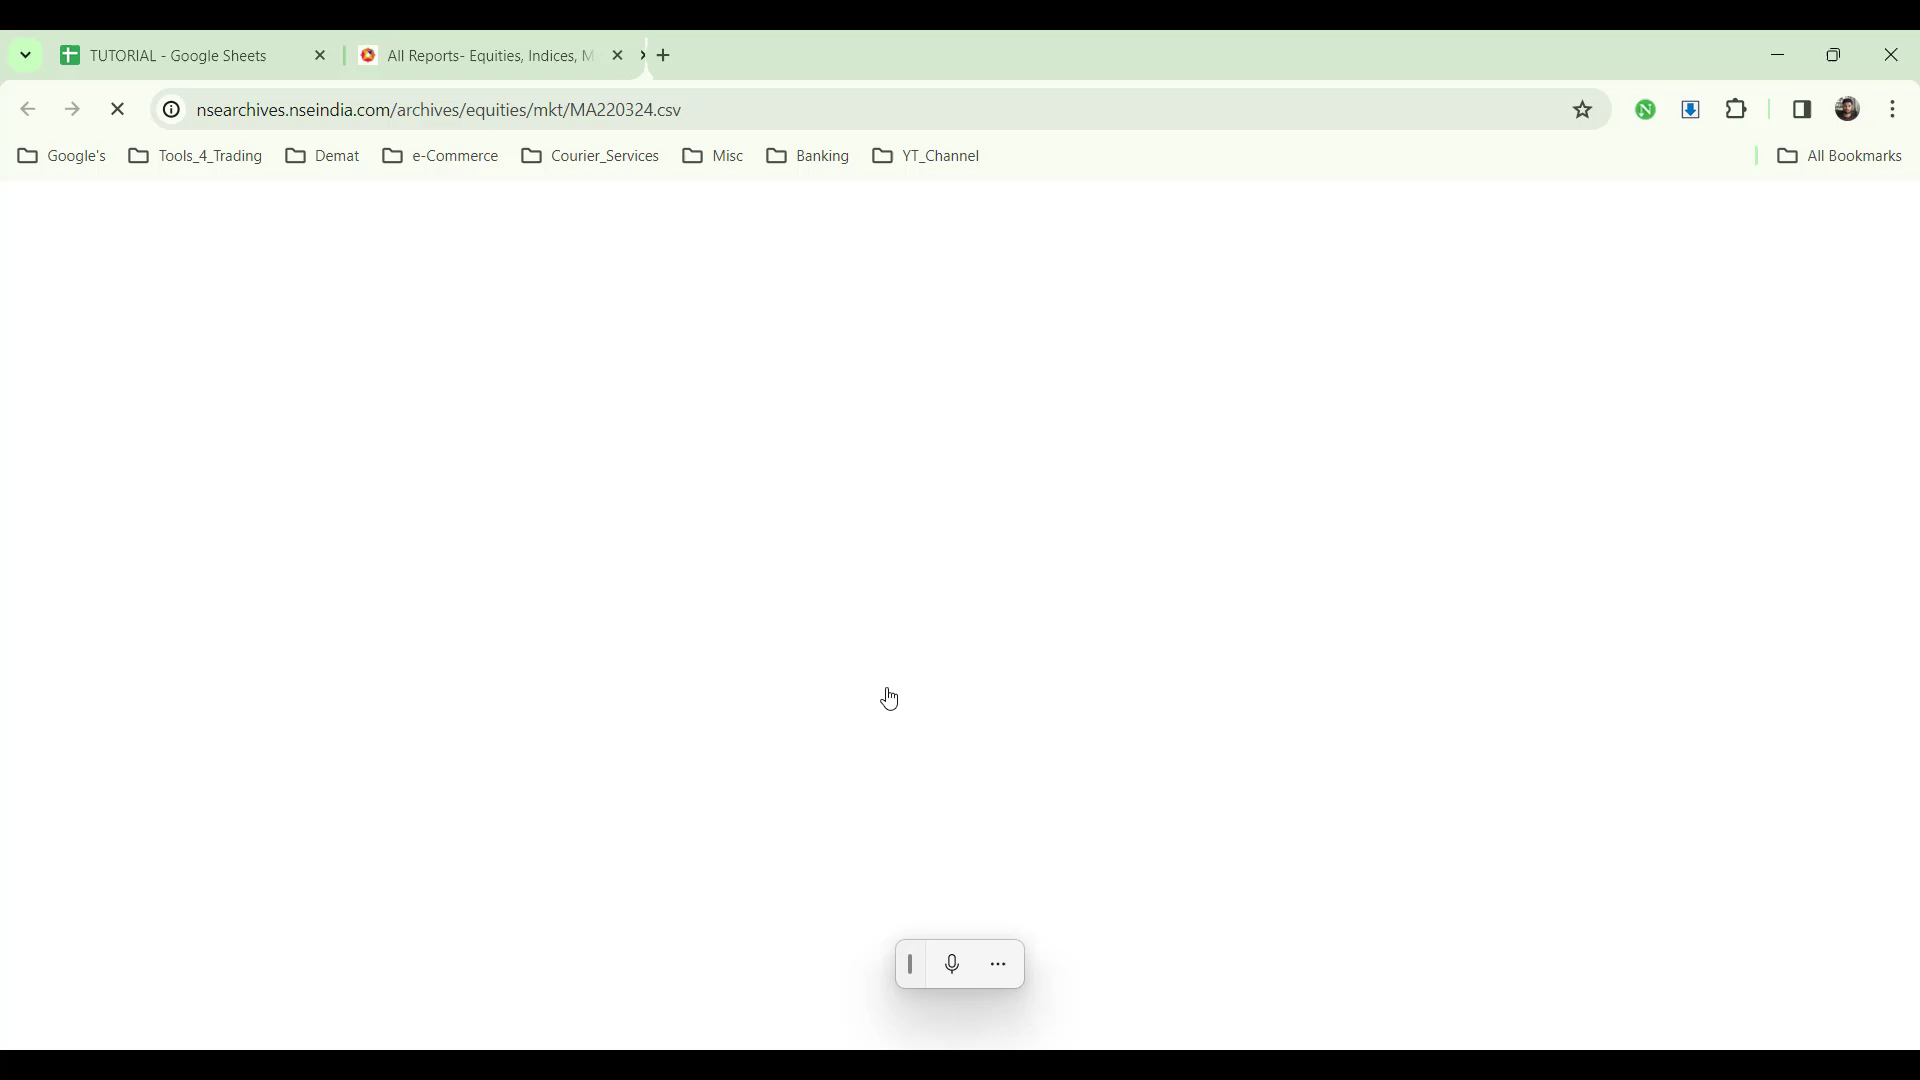 TUTORIAL - Google Sheets
All Reports- Equities, Indices, M
nsearchives.nseindia.com/archives/equities/mkt/MA220324.csv
Google's
Tools_4_Trading
Demat
e-Commerce
Courier_Services
Misc
Banking
YT_Channel
All Bookmarks